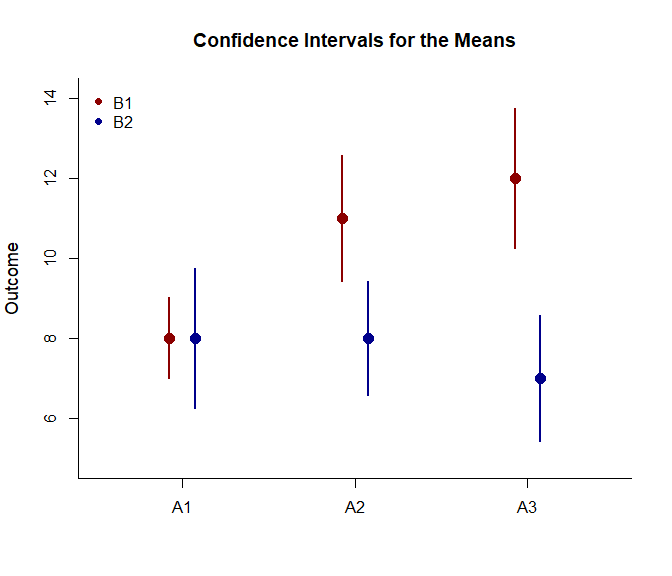 Confidence Intervals for the Means
B1
B2
Outcome
14
12
10
8
6
A1
A2
A3